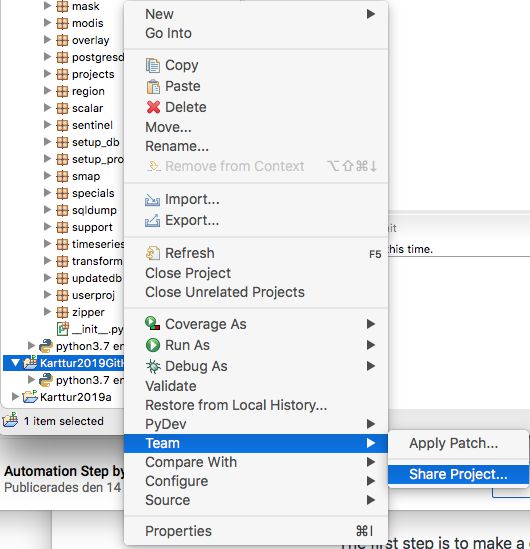 mask
modis
overlay
postgresd
projects
region
scalar
sentinel
setup_db
setup_pro
smap
specials
sqldump
support
timeseries
transform
updatedb
userproj
zipper
__init__.py
python3.7 en
Karttur2019GitH
python3.7 en
Karttur2019a
1 item selected
Automation Step by
Publicerades den 14
New
Go Into
Copy
Paste
Delete
Move...
Rename...
Remove from Context ⌥⇧⌘↓
Import...
Export...
Refresh F5
Close Project
Close Unrelated Projects
Coverage As
Run As
Debug As
Validate
Restore from Local History...
PyDev
Team
Compare With
Configure
Source
Properties ⌘I
Apply Patch...
Share Project...
this time.
The first step is to make a